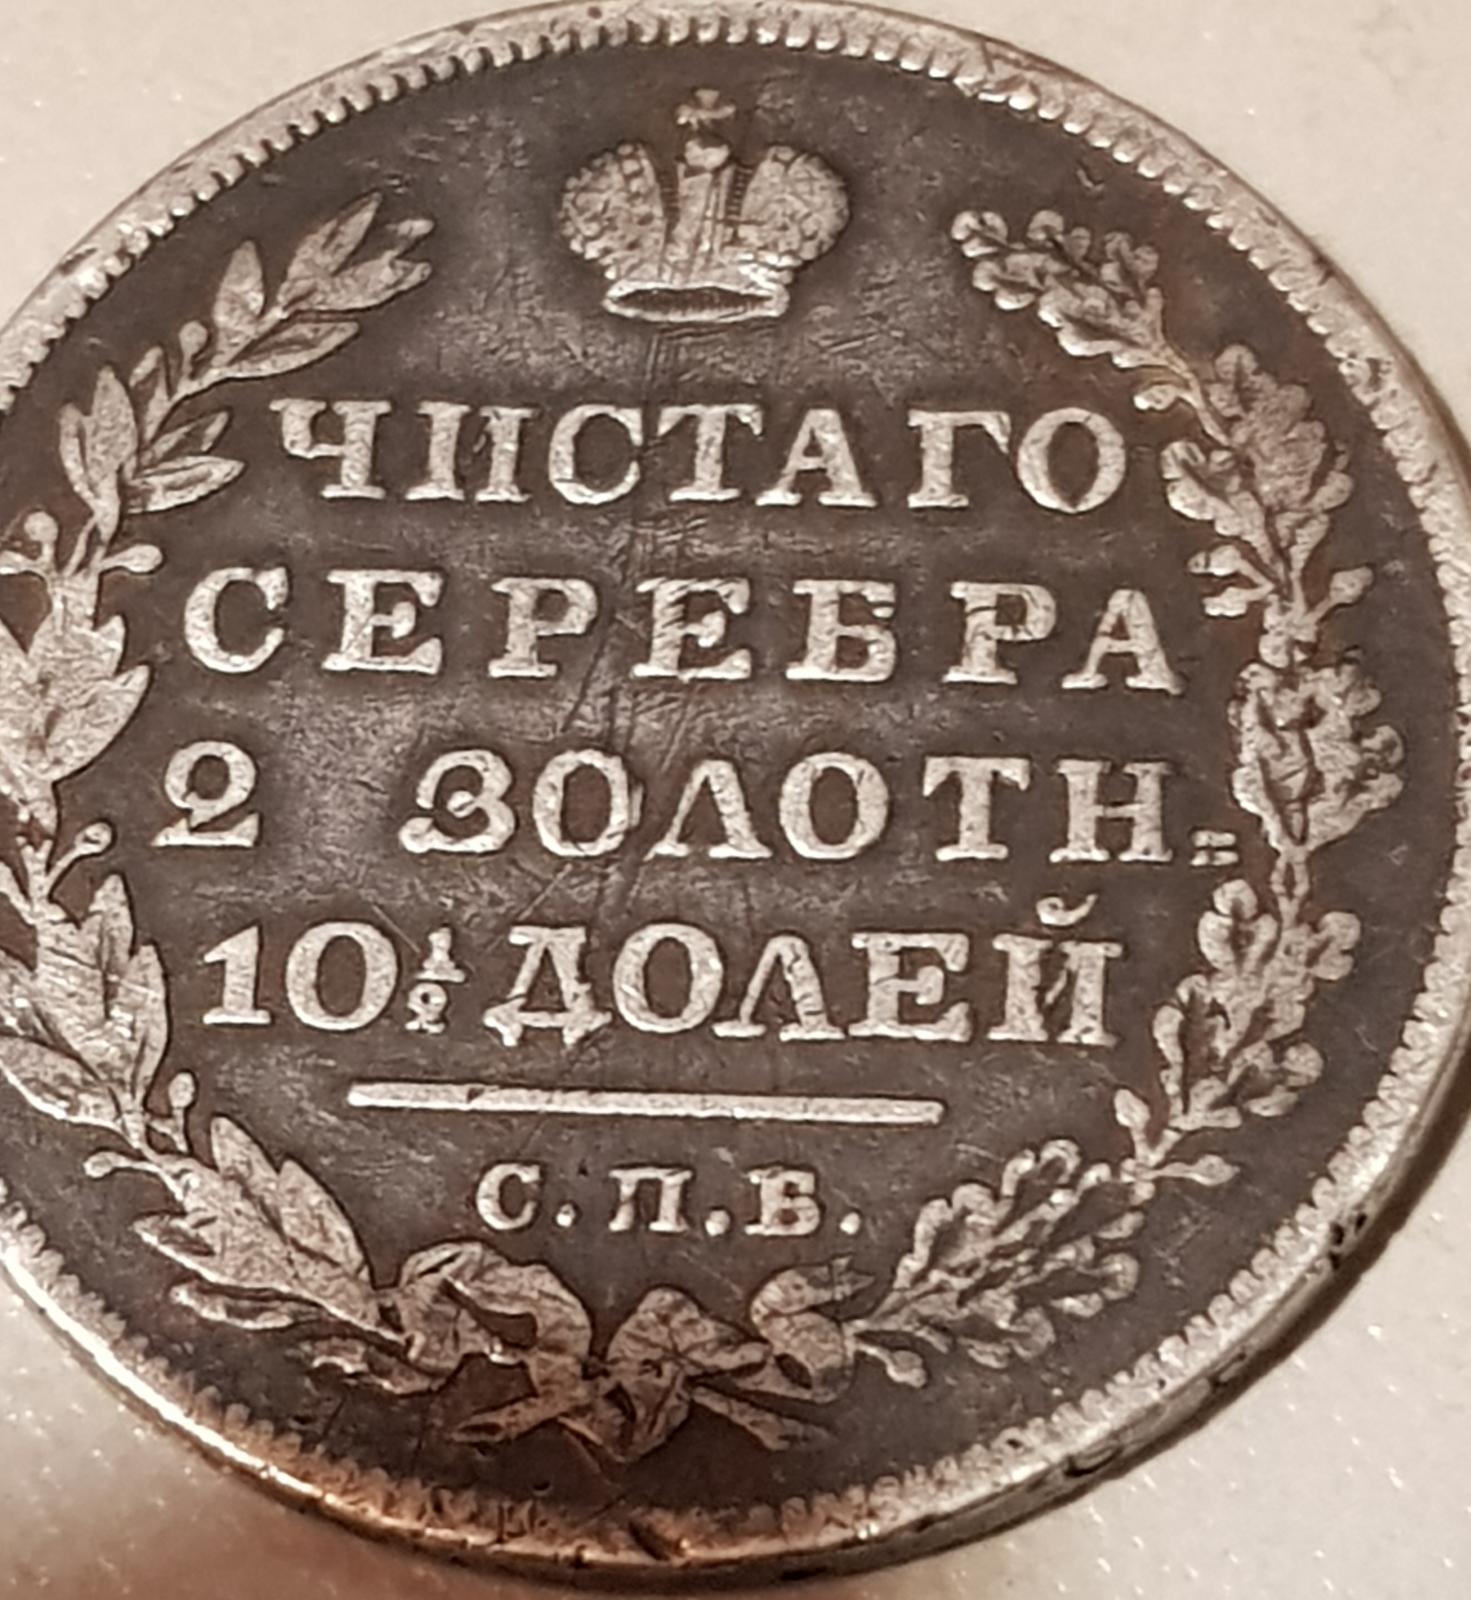 ЧИСТАГО
СЕРЕБРА
2 ЗОЛОТН=
10½ ДОЛЕЙ
С.П.Б.